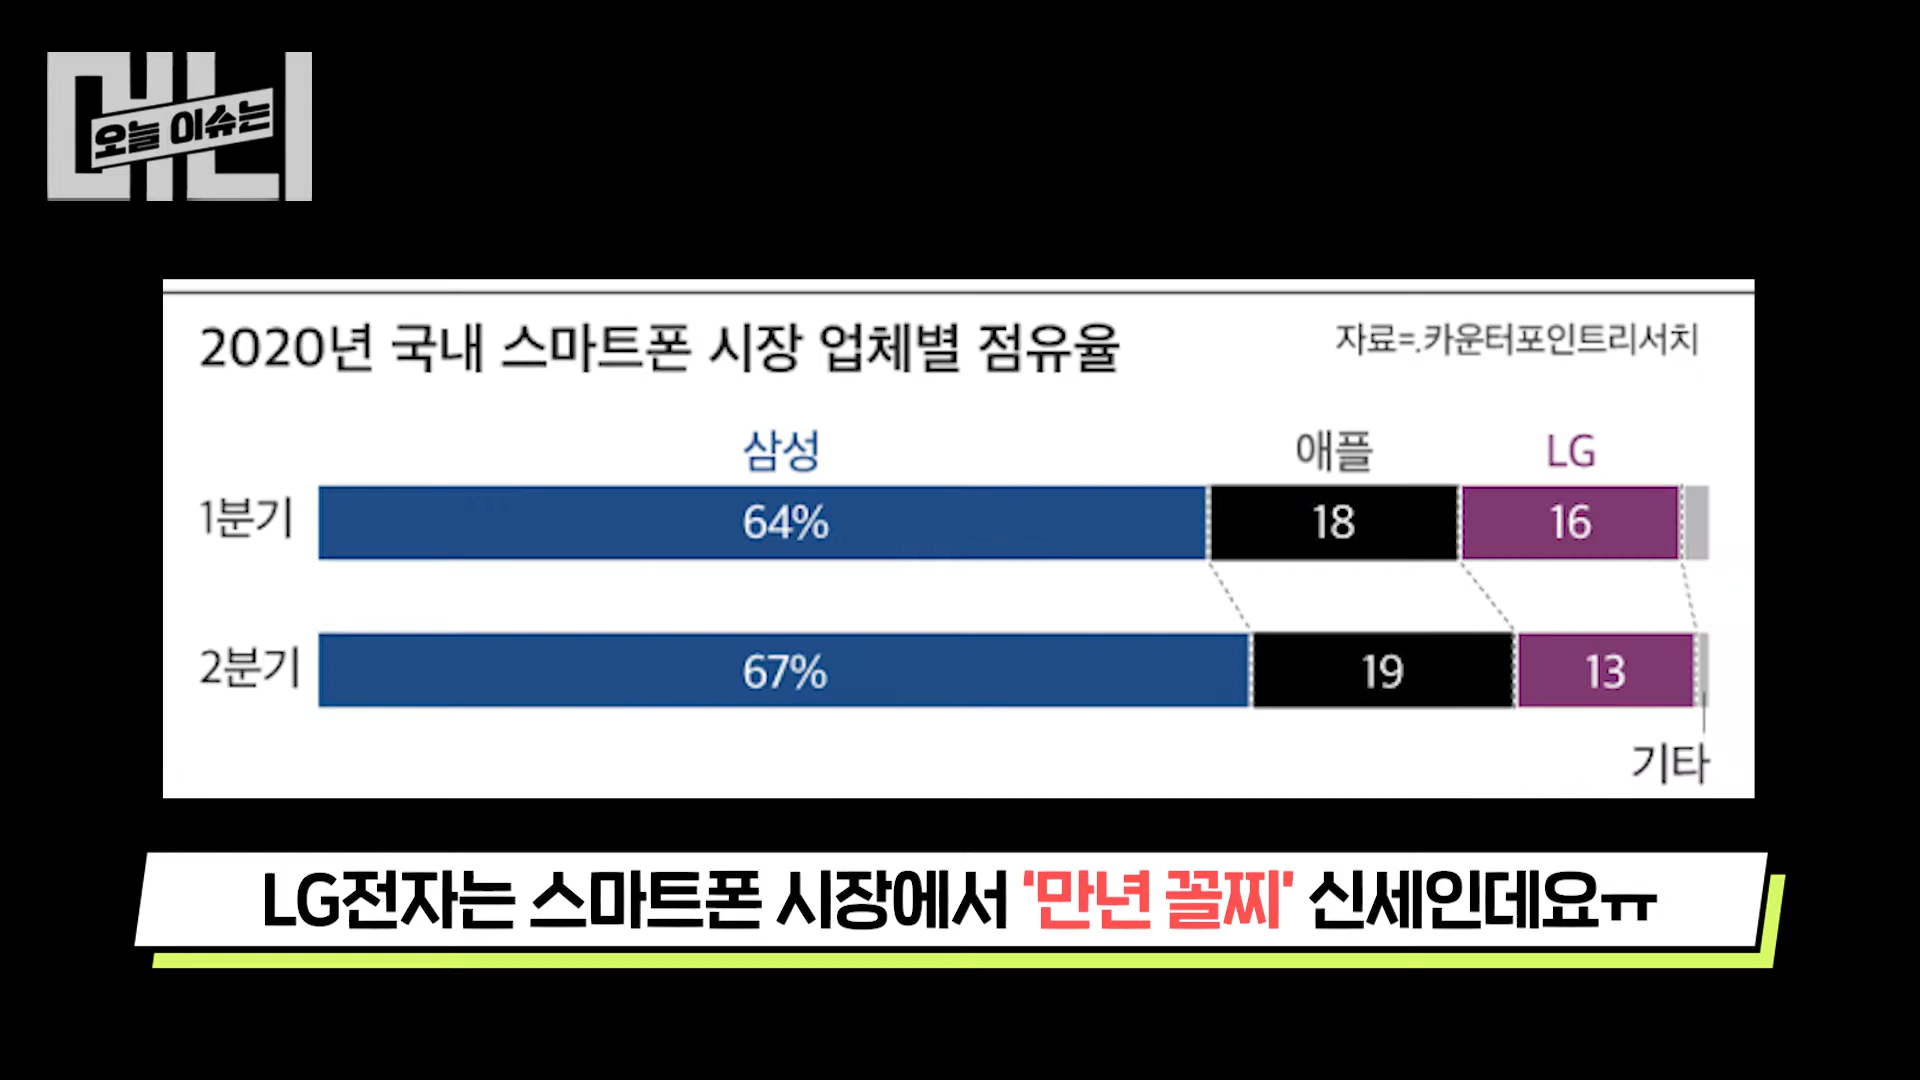 머니
오늘 이슈는
2020년 국내 스마트폰 시장 업체별 점유율
자료=.카운터포인트리서치
삼성 애플 LG
1분기 64% 18 16
2분기 67% 19 13
기타
LG전자는 스마트폰 시장에서 '만년 꼴찌' 신세인데요ㅠ